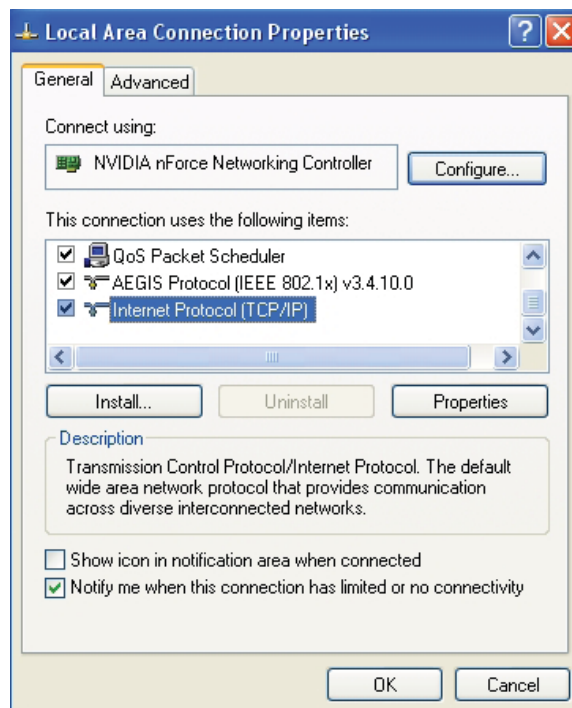 Local Area Connection Properties
General Advanced
Connect using:
NVIDIA nForce Networking Controller Configure...
This connection uses the following items:
QoS Packet Scheduler
AEGIS Protocol (IEEE 802.1x) v3.4.10.0
Internet Protocol (TCP/IP)
Install... Uninstall Properties
Description
Transmission Control Protocol/Internet Protocol. The default
wide area network protocol that provides communication
across diverse interconnected networks.
Show icon in notification area when connected
Notify me when this connection has limited or no connectivity
OK Cancel